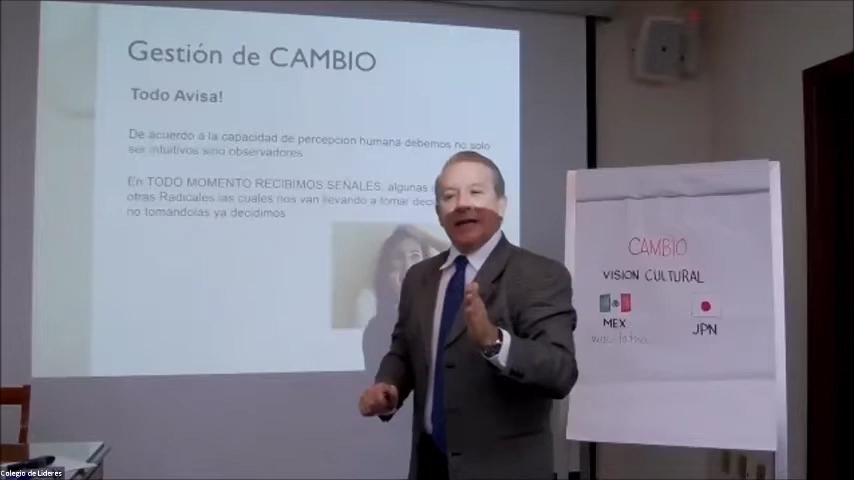 Gestión de CAMBIO
Todo Avisa!
De acuerdo a la capacidad de percepcion humana debemos no solo
ser intuitivos sino observadores
En TODO MOMENTO RECIBIMOS SEÑALES, algunas
otras Radicales las cuales nos van llevando a tomar
no tomándolas ya decidimos
CAMBIO
VISION CULTURAL
MEX JPN
Colegio de Lideres